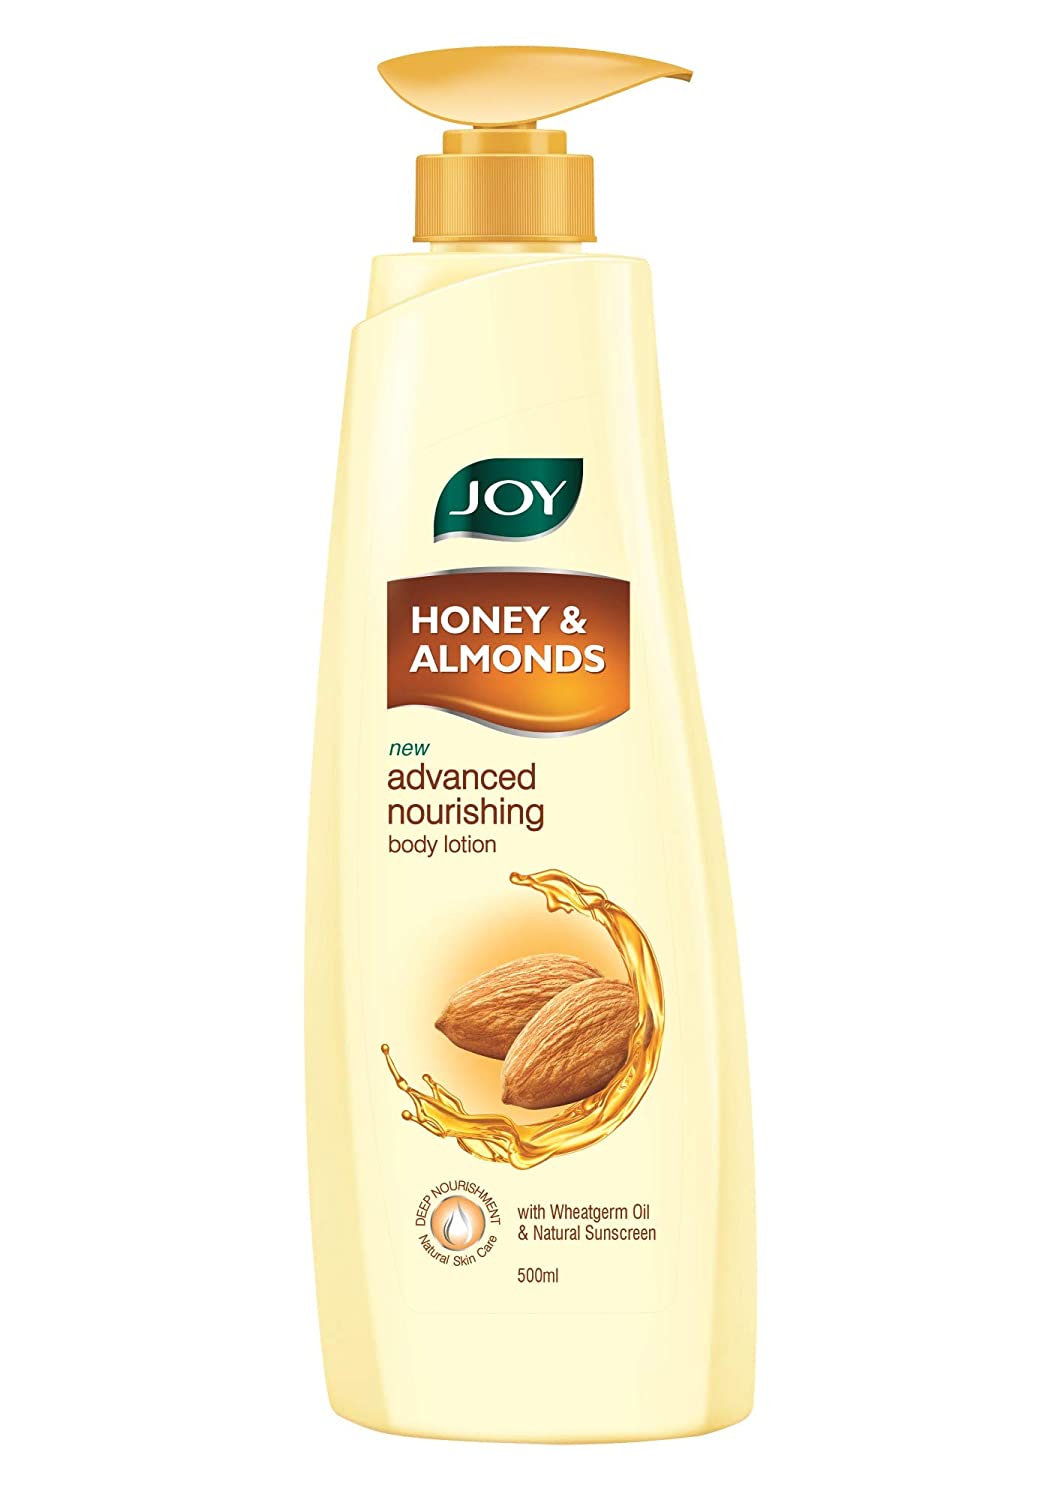 JOY
HONEY &
ALMONDS
new
advanced
nourishing
body lotion
DEEP NOURISHMENT
Natural Skin Care
with Wheatgerm Oil
& Natural Sunscreen
500ml